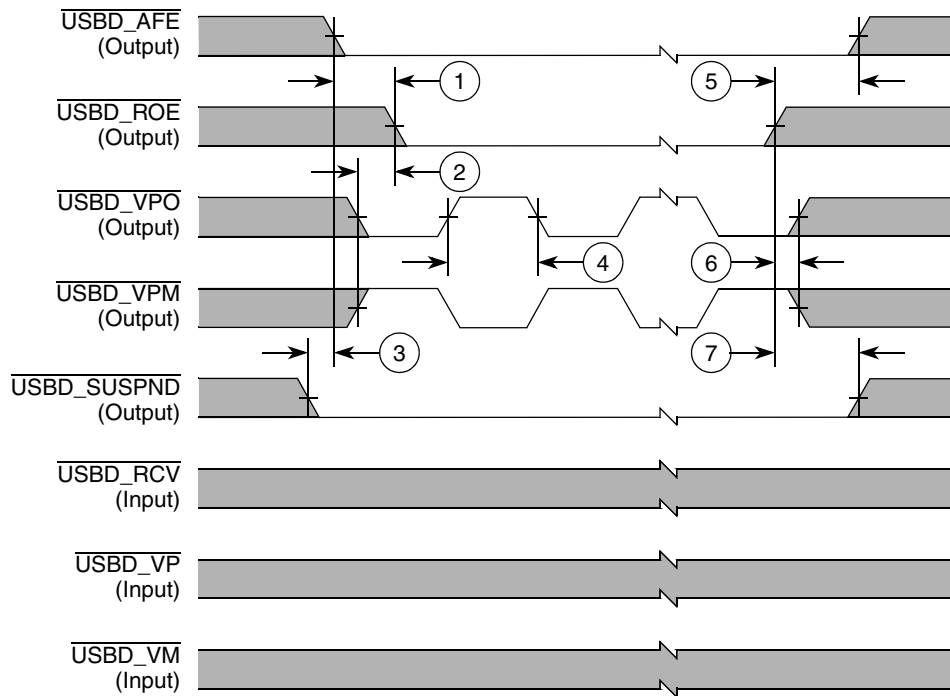 USBD_AFE
(Output)
1
5
USBD_ROE
(Output)
2
USBD_VPO
(Output)
4
6
USBD_VPM
(Output)
3
7
USBD_SUSPND
(Output)
USBD_RCV
(Input)
USBD_VP
(Input)
USBD_VM
(Input)